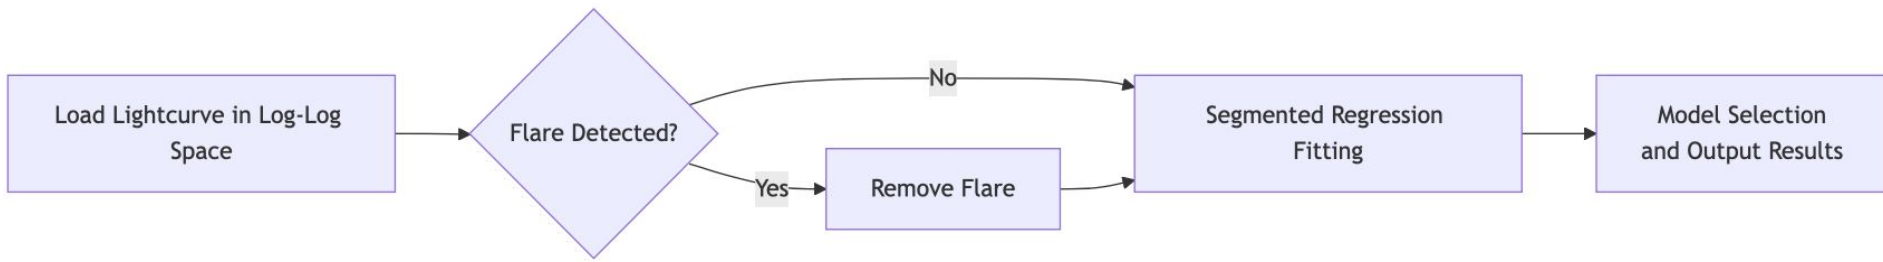 Load Lightcurve in Log-Log
Space
Flare Detected?
No
Yes
Remove Flare
Segmented Regression
Fitting
Model Selection
and Output Results